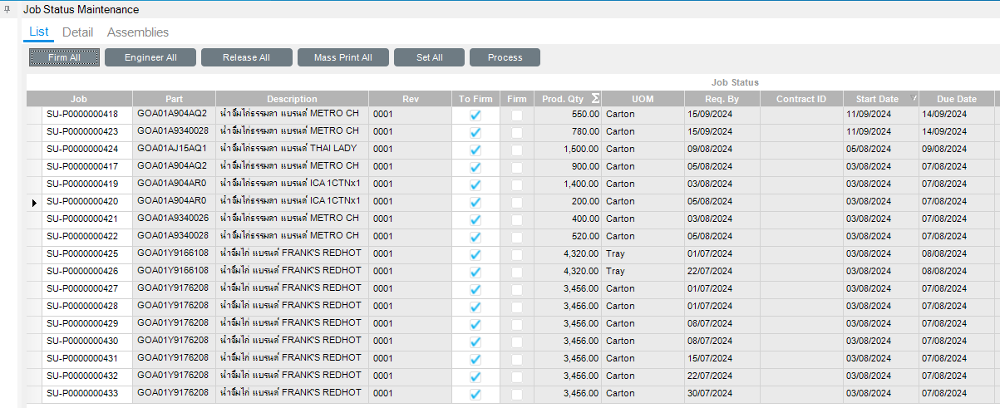 Job Status Maintenance
List Detail Assemblies
Firm All Engineer All Release All Mass Print All Set All Process
Job Status
Job Part Description Rev To Firm Firm Prod. Qty Σ UOM Req. By Contract ID Start Date Due Date
SU-P0000000418 GOA01A904AQ2 น้ำจิ้มไก่ธรรมดา แบรนด์ METRO CH 0001 550.00 Carton 15/09/2024 11/09/2024 14/09/2024
SU-P0000000423 GOA01A9340028 น้ำจิ้มไก่ธรรมดา แบรนด์ METRO CH 0001 780.00 Carton 15/09/2024 11/09/2024 14/09/2024
SU-P0000000424 GOA01AJ15AQ1 น้ำจิ้มไก่ธรรมดา แบรนด์ THAI LADY 0001 1,500.00 Carton 09/08/2024 05/08/2024 09/08/2024
SU-P0000000417 GOA01A904AQ2 น้ำจิ้มไก่ธรรมดา แบรนด์ METRO CH 0001 900.00 Carton 05/08/2024 03/08/2024 07/08/2024
SU-P0000000419 GOA01A904AR0 น้ำจิ้มไก่ธรรมดา แบรนด์ ICA 1CTNx1 0001 1,400.00 Carton 03/08/2024 03/08/2024 07/08/2024
SU-P0000000420 GOA01A904AR0 น้ำจิ้มไก่ธรรมดา แบรนด์ ICA 1CTNx1 0001 200.00 Carton 05/08/2024 03/08/2024 07/08/2024
SU-P0000000421 GOA01A9340026 น้ำจิ้มไก่ธรรมดา แบรนด์ METRO CH 0001 400.00 Carton 03/08/2024 03/08/2024 07/08/2024
SU-P0000000422 GOA01A9340028 น้ำจิ้มไก่ธรรมดา แบรนด์ METRO CH 0001 520.00 Carton 05/08/2024 03/08/2024 07/08/2024
SU-P0000000425 GOA01Y9166108 น้ำจิ้มไก่ แบรนด์ FRANK'S REDHOT 0001 4,320.00 Tray 01/07/2024 03/08/2024 08/08/2024
SU-P0000000426 GOA01Y9166108 น้ำจิ้มไก่ แบรนด์ FRANK'S REDHOT 0001 4,320.00 Tray 22/07/2024 03/08/2024 08/08/2024
SU-P0000000427 GOA01Y9176208 น้ำจิ้มไก่ แบรนด์ FRANK'S REDHOT 0001 3,456.00 Carton 01/07/2024 03/08/2024 07/08/2024
SU-P0000000428 GOA01Y9176208 น้ำจิ้มไก่ แบรนด์ FRANK'S REDHOT 0001 3,456.00 Carton 01/07/2024 03/08/2024 07/08/2024
SU-P0000000429 GOA01Y9176208 น้ำจิ้มไก่ แบรนด์ FRANK'S REDHOT 0001 3,456.00 Carton 08/07/2024 03/08/2024 07/08/2024
SU-P0000000430 GOA01Y9176208 น้ำจิ้มไก่ แบรนด์ FRANK'S REDHOT 0001 3,456.00 Carton 08/07/2024 03/08/2024 07/08/2024
SU-P0000000431 GOA01Y9176208 น้ำจิ้มไก่ แบรนด์ FRANK'S REDHOT 0001 3,456.00 Carton 15/07/2024 03/08/2024 07/08/2024
SU-P0000000432 GOA01Y9176208 น้ำจิ้มไก่ แบรนด์ FRANK'S REDHOT 0001 3,456.00 Carton 22/07/2024 03/08/2024 07/08/2024
SU-P0000000433 GOA01Y9176208 น้ำจิ้มไก่ แบรนด์ FRANK'S REDHOT 0001 3,456.00 Carton 30/07/2024 03/08/2024 07/08/2024